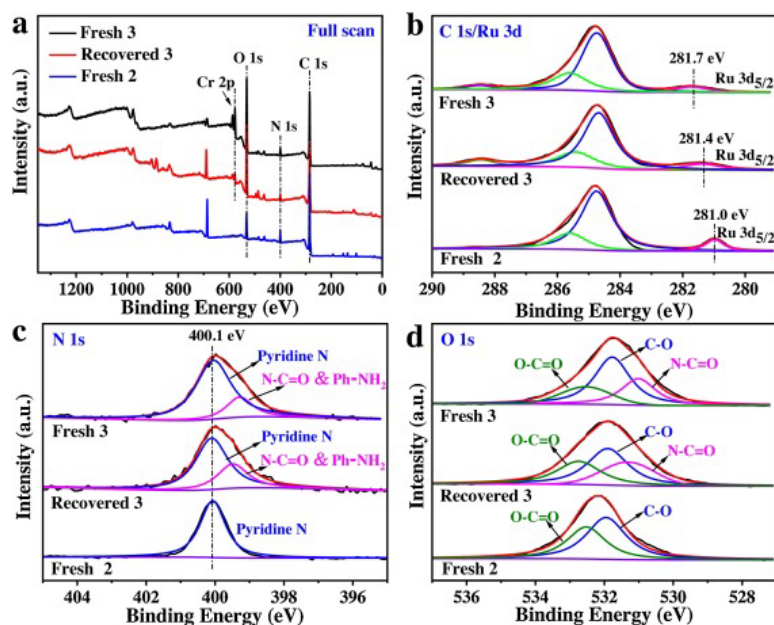 a
Fresh 3
Recovered 3
Fresh 2
Full scan
O 1s
C 1s
Cr 2p
N 1s
Intensity (a.u.)
1200 1000 800 600 400 200 0
Binding Energy (eV)
b
C 1s/Ru 3d
281.7 eV
Ru 3d5/2
Fresh 3
281.4 eV
Ru 3d5/2
Recovered 3
281.0 eV
Ru 3d5/2
Fresh 2
Intensity (a.u.)
290 288 286 284 282 280
Binding Energy (eV)
c
N 1s
400.1 eV
Pyridine N
N-C=O & Ph-NH2
Fresh 3
Pyridine N
N-C=O & Ph-NH2
Recovered 3
Pyridine N
Fresh 2
Intensity (a.u.)
404 402 400 398 396
Binding Energy (eV)
d
O 1s
O-C=O
C-O
N-C=O
Fresh 3
O-C=O
C-O
N-C=O
Recovered 3
O-C=O
C-O
Fresh 2
Intensity (a.u.)
536 534 532 530 528
Binding Energy (eV)